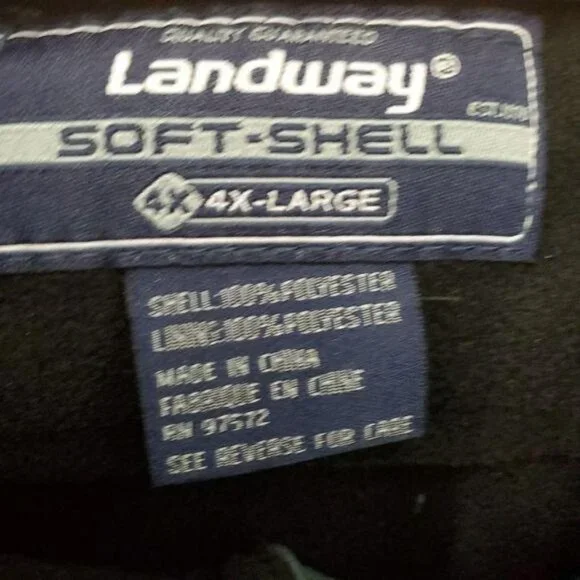 QUALITY GUARANTEED
Landway®
SOFT-SHELL
4X 4X-LARGE
SHELL:100%POLYESTER
LINING:100%POLYESTER
MADE IN CHINA
FABRIQUE EN CHINE
RN 97572
SEE REVERSE FOR CARE